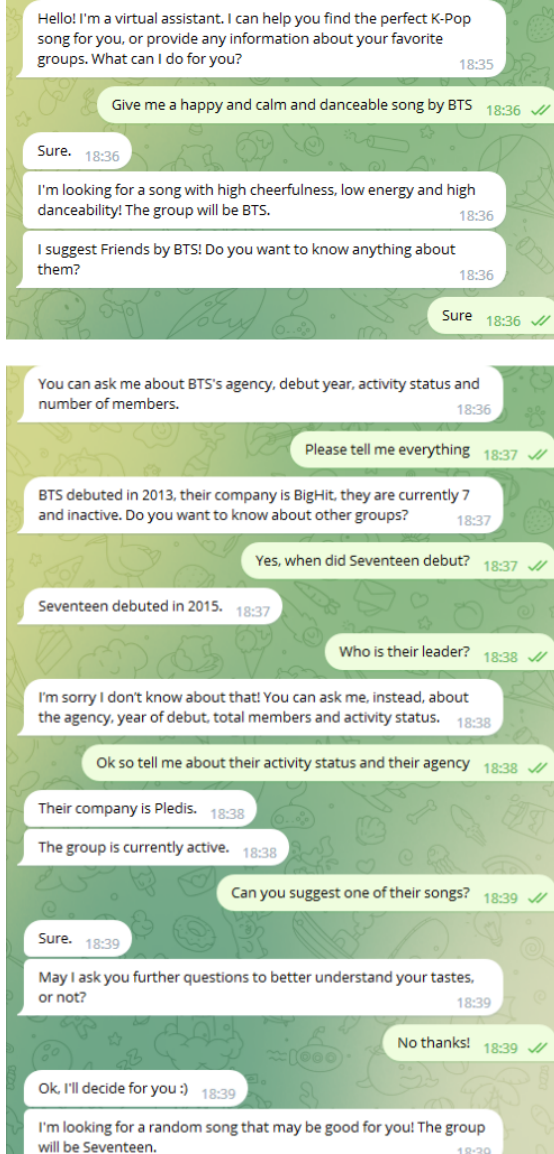 Hello! I'm a virtual assistant. I can help you find the perfect K-Pop
song for you, or provide any information about your favorite
groups. What can I do for you?
18:35
Give me a happy and calm and danceable song by BTS 18:36
Sure. 18:36
I'm looking for a song with high cheerfulness, low energy and high
danceability! The group will be BTS.
18:36
I suggest Friends by BTS! Do you want to know anything about
them?
18:36
Sure 18:36
You can ask me about BTS's agency, debut year, activity status and
number of members.
18:36
Please tell me everything 18:37
BTS debuted in 2013, their company is BigHit, they are currently 7
and inactive. Do you want to know about other groups?
18:37
Yes, when did Seventeen debut? 18:37
Seventeen debuted in 2015. 18:37
Who is their leader? 18:38
I'm sorry I don't know about that! You can ask me, instead, about
the agency, year of debut, total members and activity status. 18:38
Ok so tell me about their activity status and their agency 18:38
Their company is Pledis. 18:38
The group is currently active. 18:38
Can you suggest one of their songs? 18:39
Sure. 18:39
May I ask you further questions to better understand your tastes,
or not?
18:39
No thanks! 18:39
Ok, I'll decide for you :) 18:39
I'm looking for a random song that may be good for you! The group
will be Seventeen.
18:39